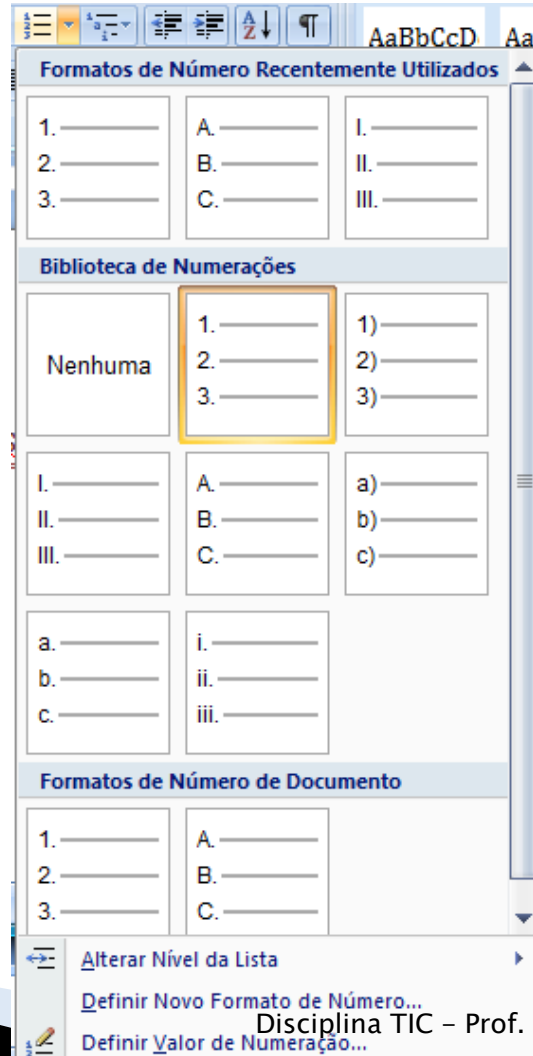 AaBbCcD Aa
Formatos de Número Recentemente Utilizados
1. A. I.
2. B. II.
3. C. III.
Biblioteca de Numerações
Nenhuma
1. 1)
2. 2)
3. 3)
I. A. a)
II. B. b)
III. C. c)
a. i.
b. ii.
c. iii.
Formatos de Número de Documento
1. A.
2. B.
3. C.
Alterar Nível da Lista
Definir Novo Formato de Número...
Disciplina TIC – Prof.
Definir Valor de Numeração...